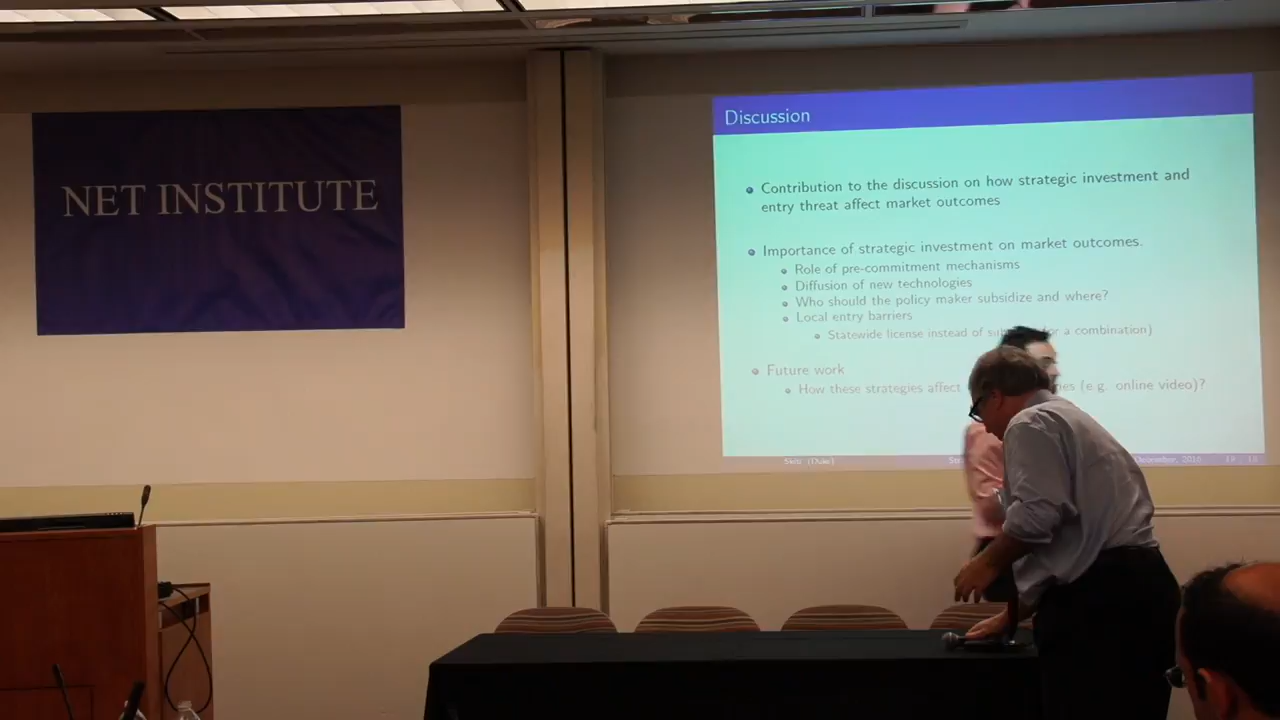 NET INSTITUTE
Discussion
Contribution to the discussion on how strategic investment and
entry threat affect market outcomes
Importance of strategic investment on market outcomes.
Role of pre-commitment mechanisms
Diffusion of new technologies
Who should the policy maker subsidize and where?
Local entry barriers
Statewide license instead of for a combination)
Future work
How these strategies affect (e.g. online video)?
December, 2016